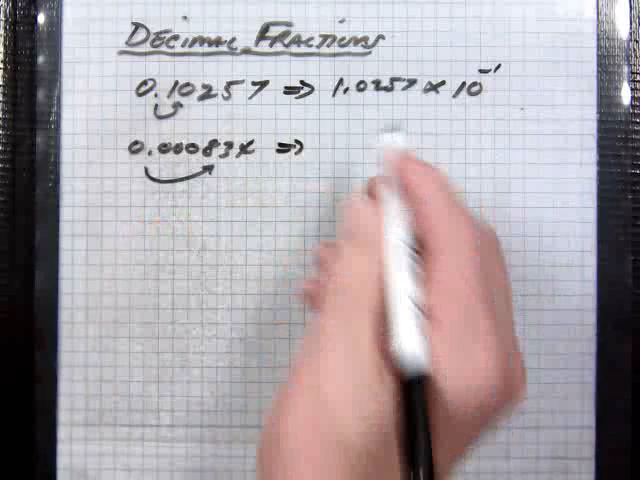 DECIMAL FRACTIONS
0.10257 => 1.0257 x 10⁻¹
0.00083x =>